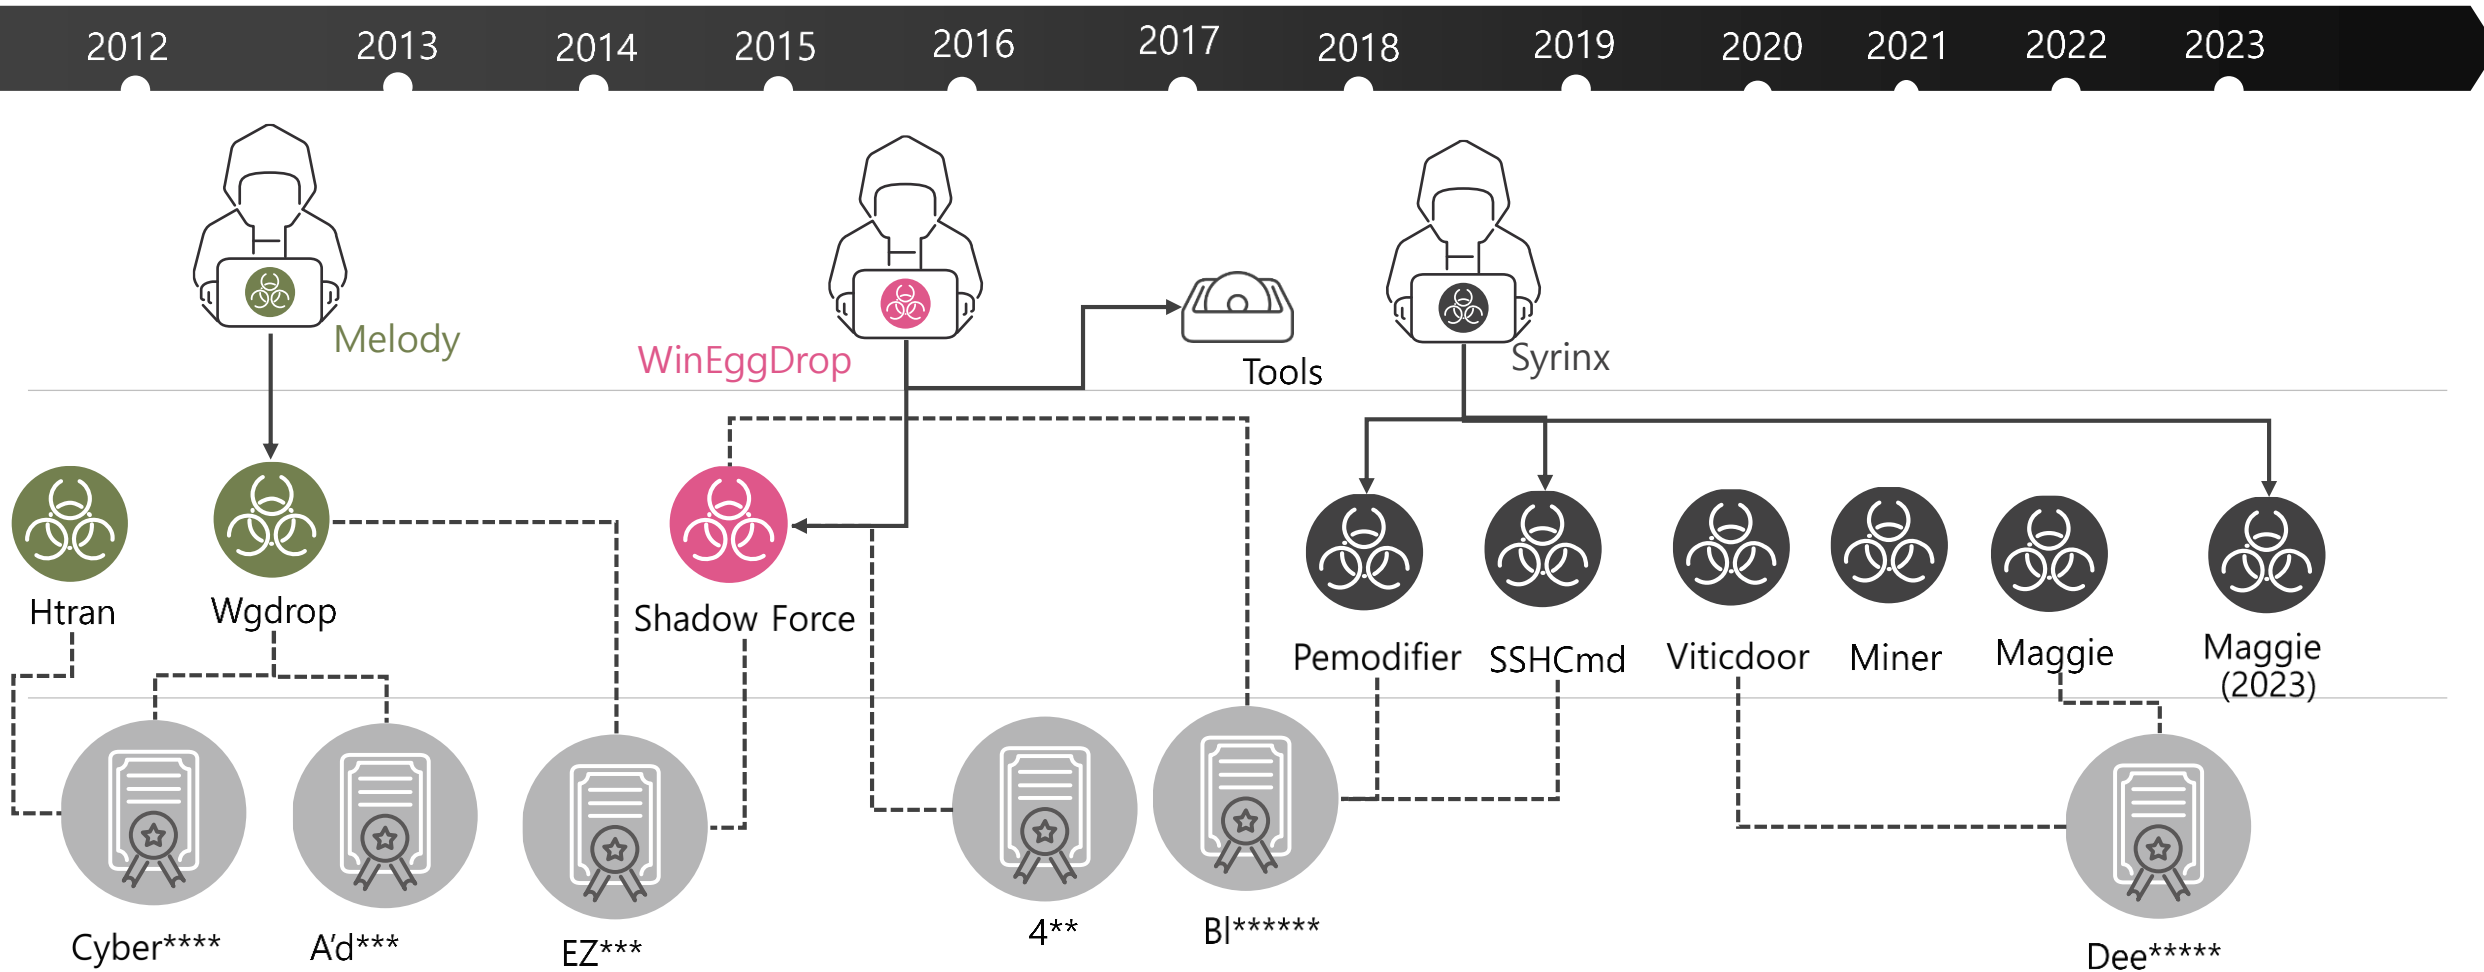 2012
2013
2014
2015
2016
2017
2018
2019
2020
2021
2022
2023
Melody
WinEggDrop
Tools
Syrinx
Htran
Wgdrop
Shadow Force
Pemodifier
SSHCmd
Viticdoor
Miner
Maggie
Maggie
(2023)
Cyber****
A'd***
EZ***
4**
Bl******
Dee*****